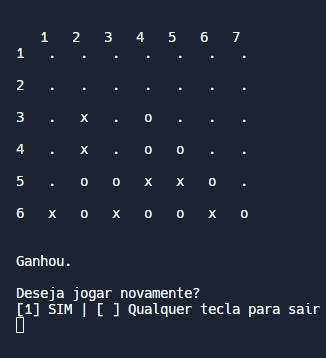 1 2 3 4 5 6 7
1 . . . . . . .
2 . . . . . . .
3 . x . o . . .
4 . x . o o . .
5 . o o x x o .
6 x o x o o x o
Ganhou.
Deseja jogar novamente?
[1] SIM | [ ] Qualquer tecla para sair